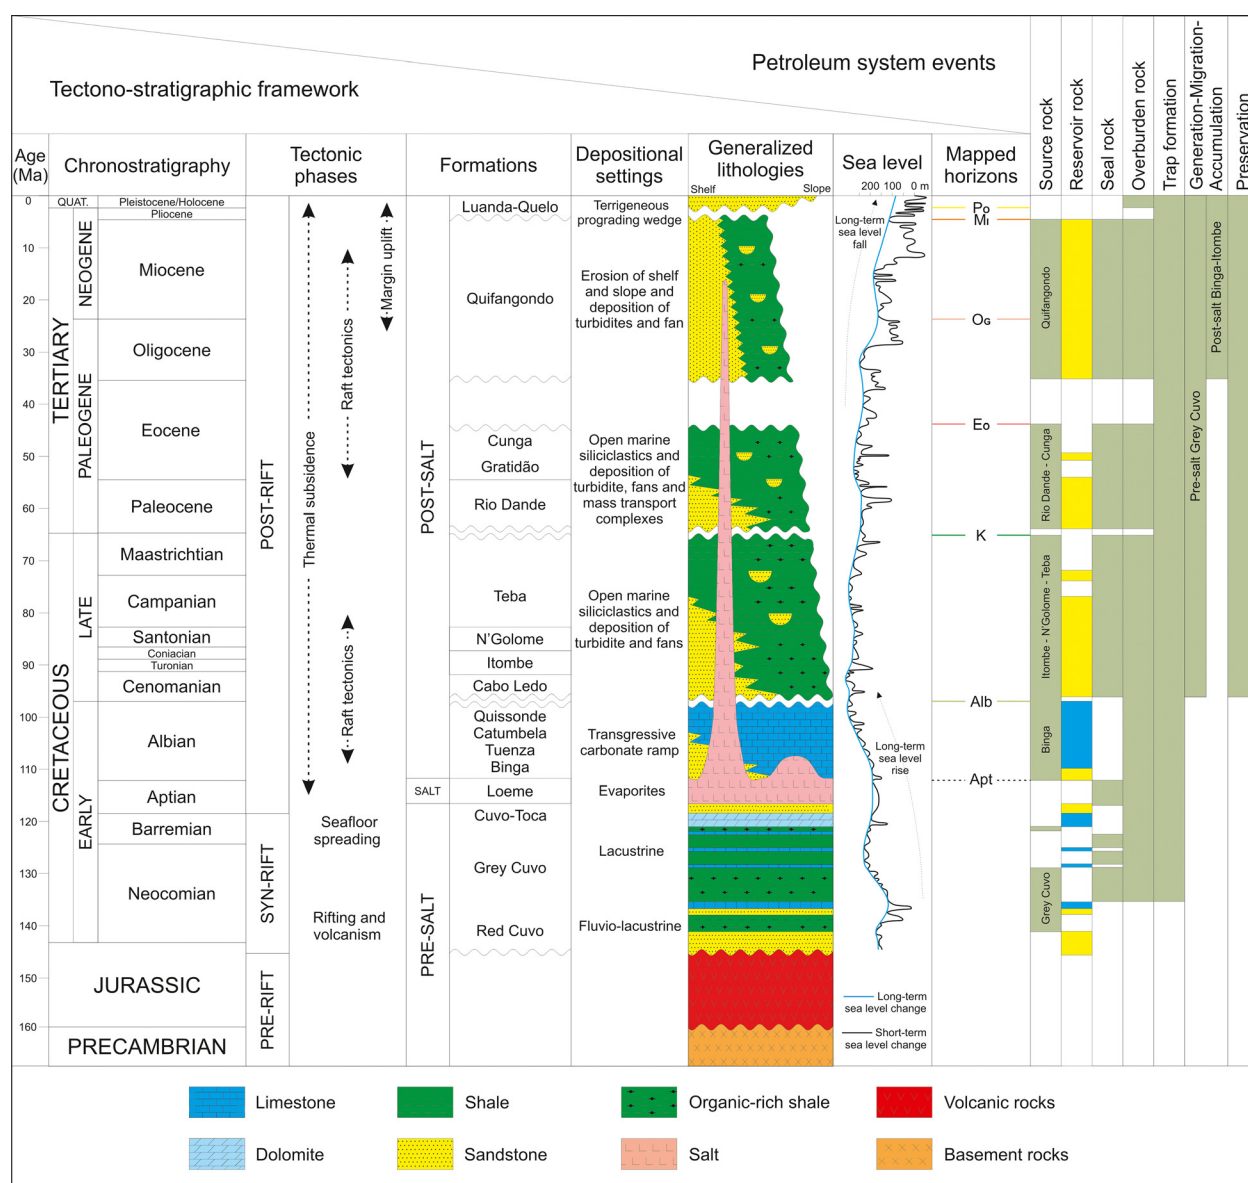 Petroleum system events
Tectono-stratigraphic framework
Age
(Ma)
Chronostratigraphy
Tectonic
phases
Formations
Depositional
settings
Generalized
lithologies
Shelf
Slope
Sea level
200 100 0 m
Mapped
horizons
Source rock
Reservoir rock
Seal rock
Overburden rock
Trap formation
Generation-Migration-
Accumulation
Preservation
0
10
20
30
40
50
60
70
80
90
100
110
120
130
140
150
160
QUAT.
TERTIARY
NEOGENE
PALEOGENE
CRETACEOUS
LATE
EARLY
JURASSIC
PRECAMBRIAN
Pleistocene/Holocene
Pliocene
Miocene
Oligocene
Eocene
Paleocene
Maastrichtian
Campanian
Santonian
Coniacian
Turonian
Cenomanian
Albian
Aptian
Barremian
Neocomian
POST-RIFT
SYN-RIFT
PRE-RIFT
Thermal subsidence
Raft tectonics
Margin uplift
Raft tectonics
Seafloor
spreading
Rifting and
volcanism
POST-SALT
SALT
PRE-SALT
Luanda-Quelo
Quifangondo
Cunga
Gratidão
Rio Dande
Teba
N'Golome
Itombe
Cabo Ledo
Quissonde
Catumbela
Tuenza
Binga
Loeme
Cuvo-Toca
Grey Cuvo
Red Cuvo
Terrigeneous
prograding wedge
Erosion of shelf
and slope and
deposition of
turbidites and fan
Open marine
siliciclastics and
deposition of
turbidite, fans and
mass transport
complexes
Open marine
siliciclastics and
deposition of
turbidite and fans
Transgressive
carbonate ramp
Evaporites
Lacustrine
Fluvio-lacustrine
Long-term
sea level
fall
Long-term
sea level
rise
Long-term
sea level change
Short-term
sea level change
Po
Mi
OG
Eo
K
Alb
Apt
Quifangondo
Rio Dande - Cunga
Itombe - N'Golome - Teba
Binga
Grey Cuvo
Pre-salt Grey Cuvo
Post-salt Binga-Itombe
Limestone
Shale
Organic-rich shale
Volcanic rocks
Dolomite
Sandstone
Salt
Basement rocks